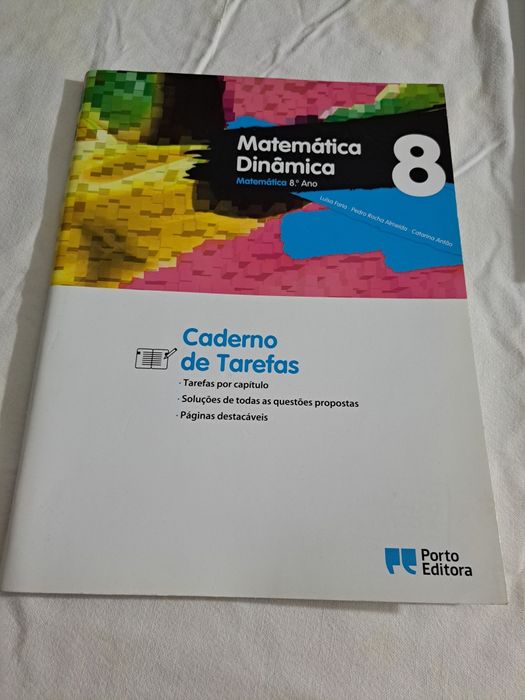 Matemática
Dinâmica
8
Matemática 8.º Ano
Luísa Faria . Pedro Rocha Almeida . Catarina Antão
Caderno
de Tarefas
· Tarefas por capítulo
· Soluções de todas as questões propostas
· Páginas destacáveis
Porto
Editora